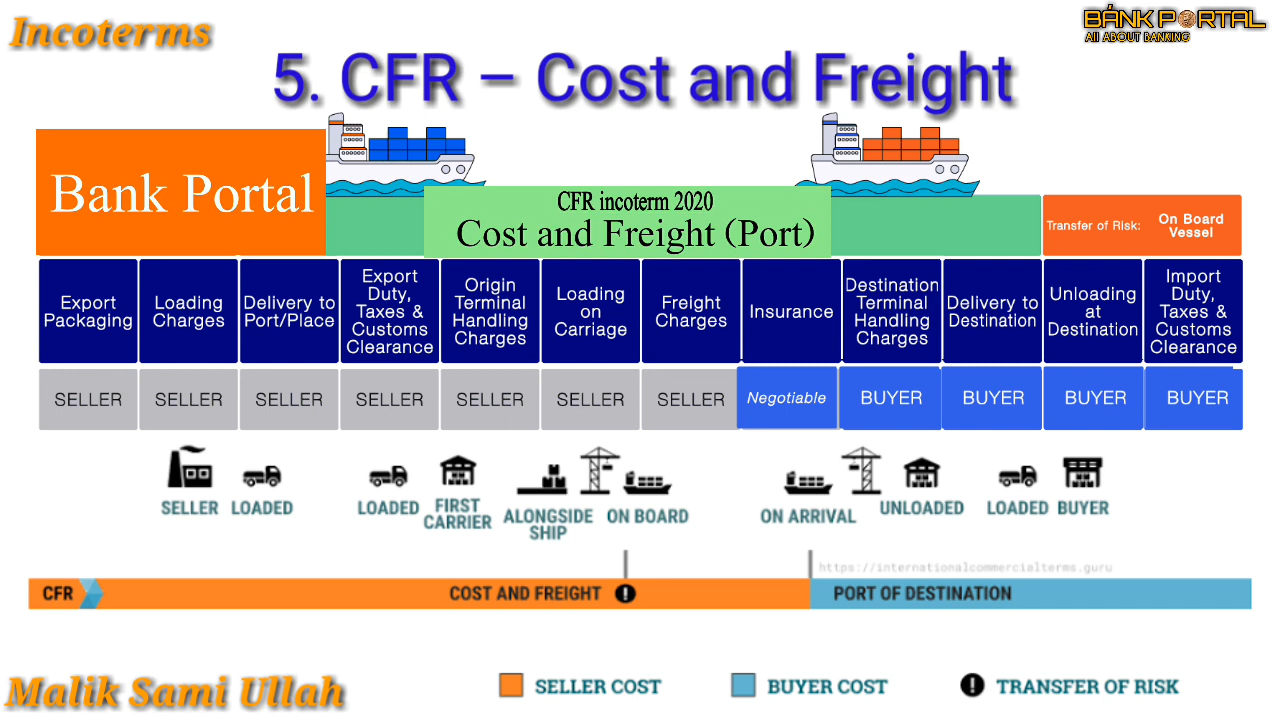 Incoterms
BÁNK PORTAL
All ABOUT BANKING
5. CFR – Cost and Freight
Bank Portal
CFR incoterm 2020
Cost and Freight (Port)
Transfer of Risk:
On Board
Vessel
Export
Packaging
Loading
Charges
Delivery to
Port/Place
Export
Duty,
Taxes &
Customs
Clearance
Origin
Terminal
Handling
Charges
Loading
on
Carriage
Freight
Charges
Insurance
Destination
Terminal
Handling
Charges
Delivery to
Destination
Unloading
at
Destination
Import
Duty,
Taxes &
Customs
Clearance
SELLER
SELLER
SELLER
SELLER
SELLER
SELLER
SELLER
Negotiable
BUYER
BUYER
BUYER
BUYER
SELLER
LOADED
LOADED
FIRST
CARRIER
ALONGSIDE
SHIP
ON BOARD
ON ARRIVAL
UNLOADED
LOADED
BUYER
https://internationalcommercialterms.guru
CFR
COST AND FREIGHT
PORT OF DESTINATION
Malik Sami Ullah
SELLER COST
BUYER COST
TRANSFER OF RISK